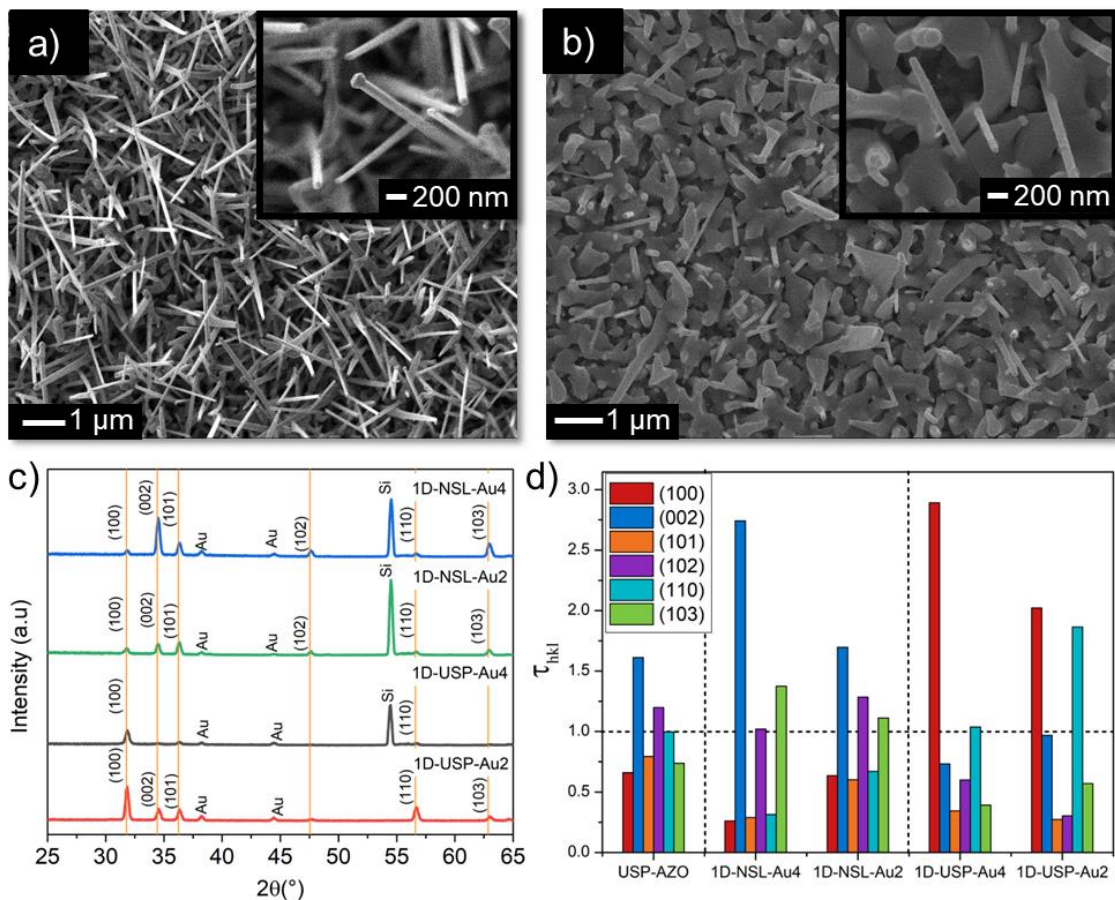 a)
200 nm
1 μm
b)
200 nm
1 μm
c)
Intensity (a.u)
1D-NSL-Au4
(100)
(002)
(101)
Au
Au
(102)
Si
(110)
(103)
1D-NSL-Au2
(100)
(002)
(101)
Au
Au
(102)
Si
(110)
(103)
1D-USP-Au4
(100)
Au
Au
Si
(110)
1D-USP-Au2
(100)
(002)
(101)
Au
Au
(110)
(103)
25 30 35 40 45 50 55 60 65
2θ(°)
d)
τhkl
3.0
2.5
2.0
1.5
1.0
0.5
0.0
(100)
(002)
(101)
(102)
(110)
(103)
USP-AZO 1D-NSL-Au4 1D-NSL-Au2 1D-USP-Au4 1D-USP-Au2